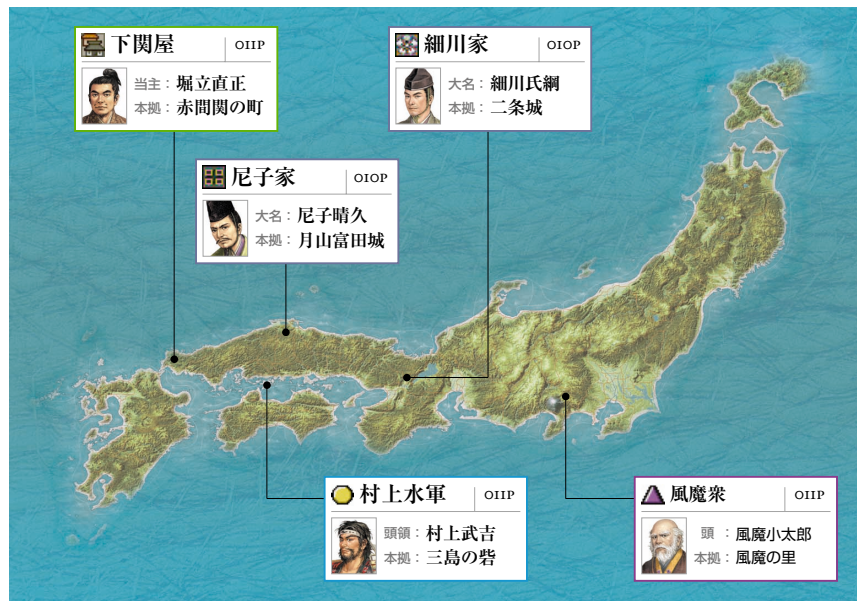 下関屋 OIIP
当主：堀立直正
本拠：赤間関の町
細川家 OIOP
大名：細川氏綱
本拠：二条城
尼子家 OIOP
大名：尼子晴久
本拠：月山富田城
村上水軍 OIIP
頭領：村上武吉
本拠：三島の砦
風魔衆 OIIP
頭：風魔小太郎
本拠：風魔の里